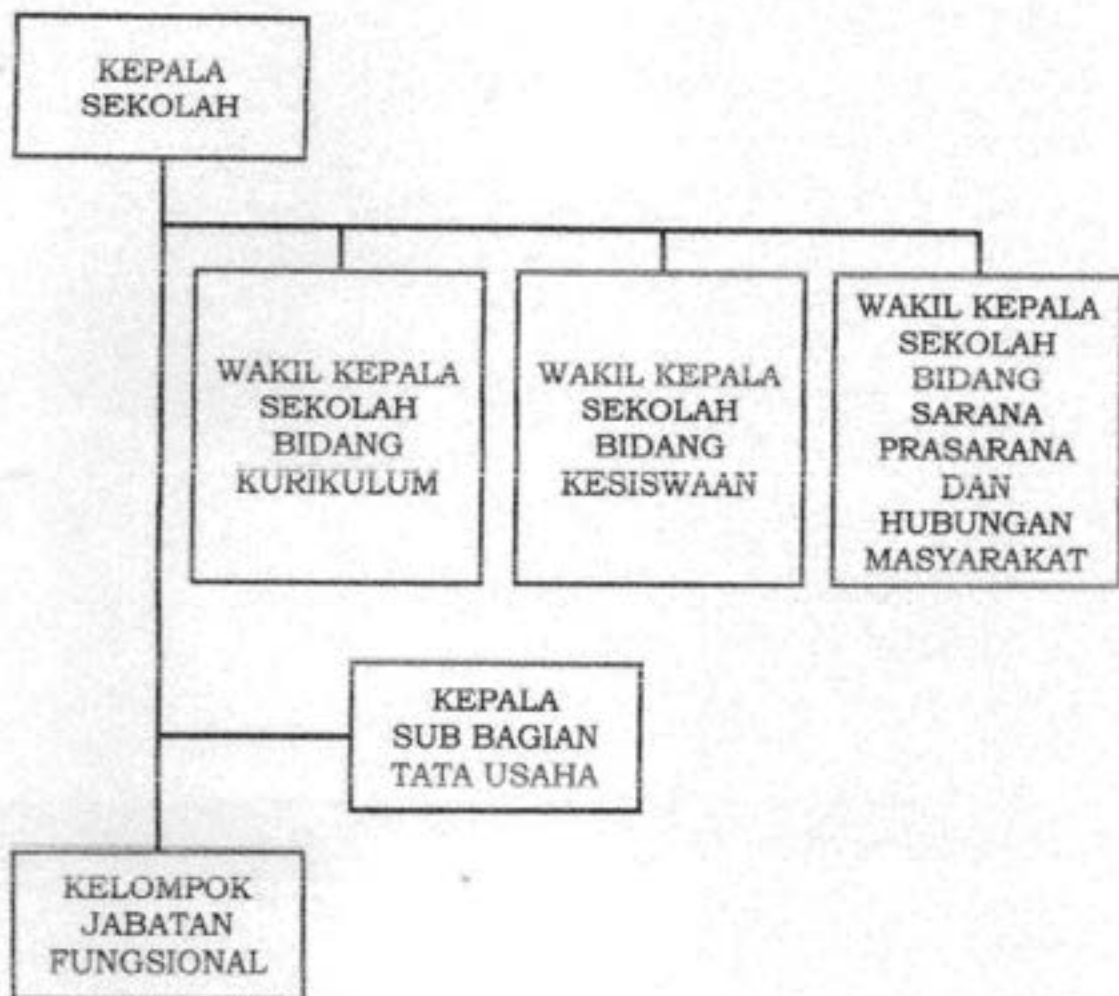 KEPALA
SEKOLAH
WAKIL KEPALA
SEKOLAH
BIDANG
KURIKULUM
WAKIL KEPALA
SEKOLAH
BIDANG
KESISWAAN
WAKIL KEPALA
SEKOLAH
BIDANG
SARANA
PRASARANA
DAN
HUBUNGAN
MASYARAKAT
KEPALA
SUB BAGIAN
TATA USAHA
KELOMPOK
JABATAN
FUNGSIONAL